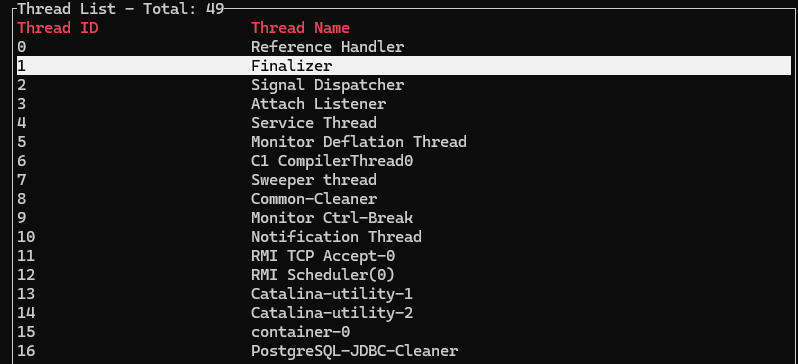 Thread List - Total: 49
Thread ID Thread Name
0 Reference Handler
1 Finalizer
2 Signal Dispatcher
3 Attach Listener
4 Service Thread
5 Monitor Deflation Thread
6 C1 CompilerThread0
7 Sweeper thread
8 Common-Cleaner
9 Monitor Ctrl-Break
10 Notification Thread
11 RMI TCP Accept-0
12 RMI Scheduler(0)
13 Catalina-utility-1
14 Catalina-utility-2
15 container-0
16 PostgreSQL-JDBC-Cleaner